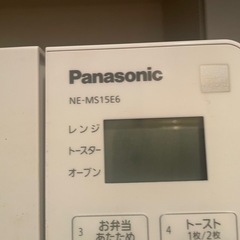 Panasonic
NE-MS15E6
レンジ
トースター
オーブン
3 お弁当
あたため
4 トースト
1枚/2枚